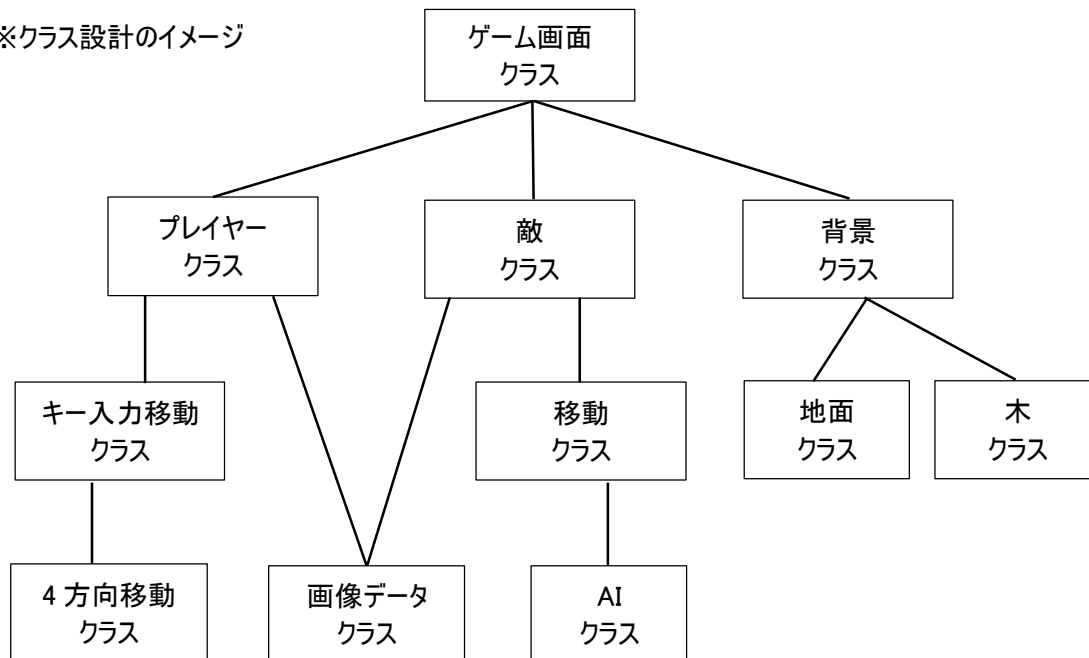 ※クラス設計のイメージ
ゲーム画面
クラス
プレイヤー
クラス
敵
クラス
背景
クラス
キー入力移動
クラス
移動
クラス
地面
クラス
木
クラス
4 方向移動
クラス
画像データ
クラス
AI
クラス